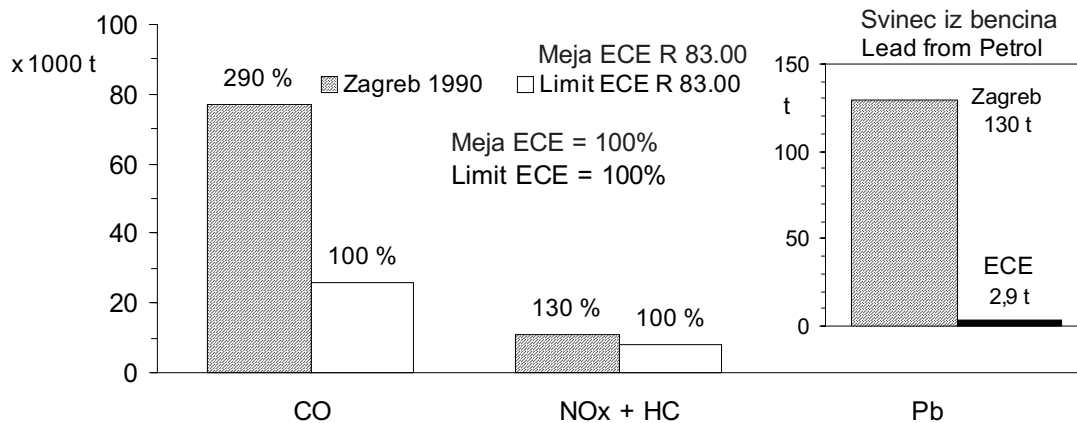 x 1000 t
100
80
60
40
20
0
Meja ECE R 83.00
Zagreb 1990
Limit ECE R 83.00
Meja ECE = 100%
Limit ECE = 100%
290 %
100 %
130 %
100 %
CO
NOx + HC
Pb
Svinec iz bencina
Lead from Petrol
150
t
100
50
0
Zagreb
130 t
ECE
2,9 t